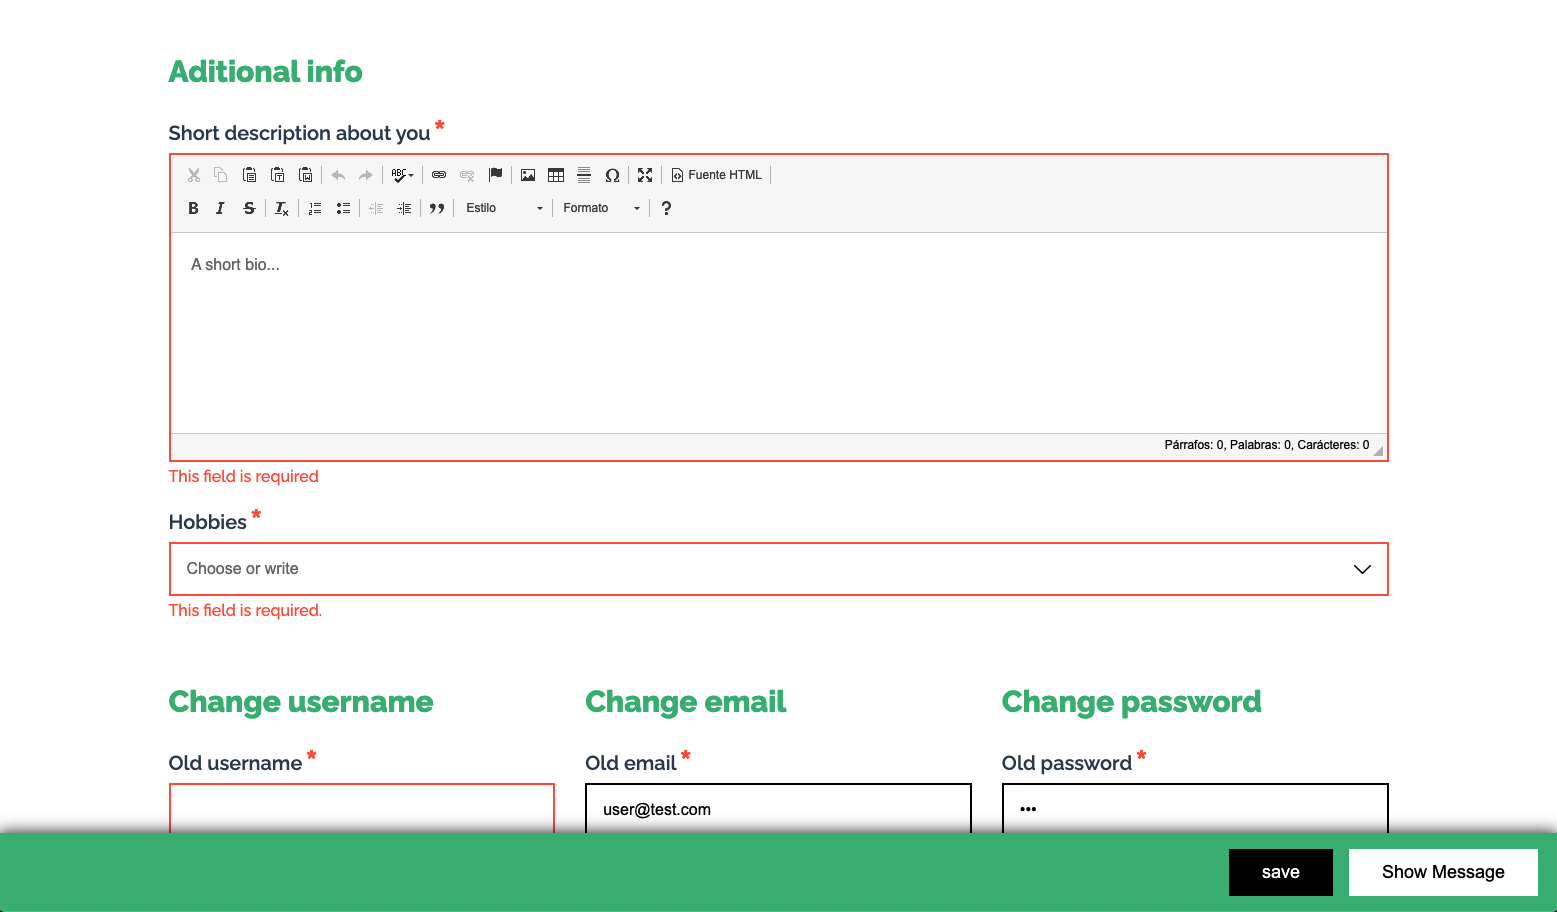 Aditional info
Short description about you *
ABC
Fuente HTML
B I S Tx Estilo Formato ?
A short bio...
Párrafos: 0, Palabras: 0, Carácteres: 0
This field is required
Hobbies *
Choose or write
This field is required.
Change username Change email Change password
Old username * Old email * Old password *
user@test.com •••
save Show Message